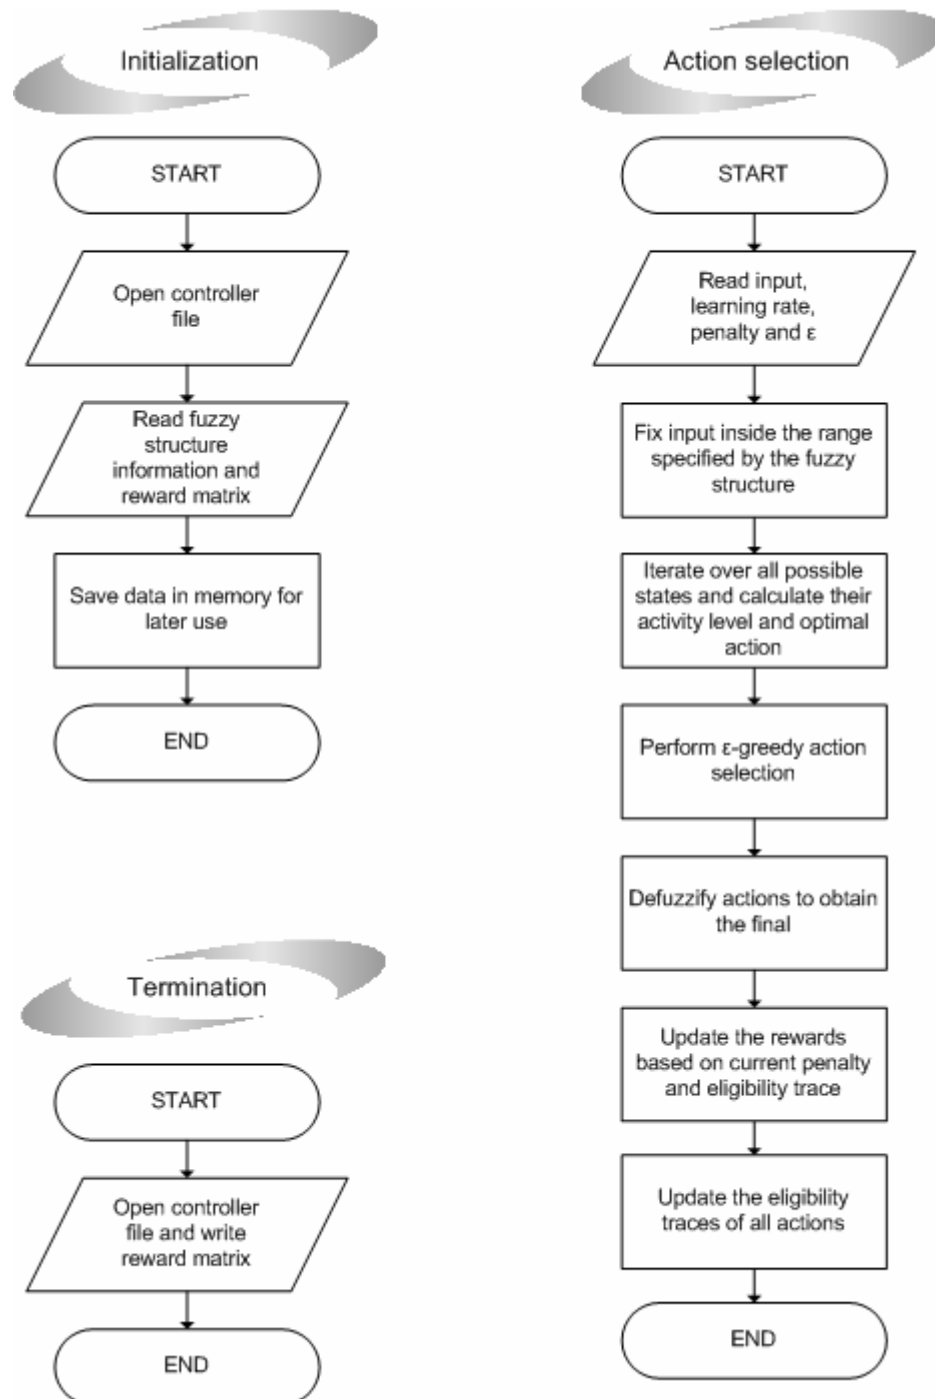 Initialization
START
Open controller
file
Read fuzzy
structure
information and
reward matrix
Save data in memory for
later use
END
Termination
START
Open controller
file and write
reward matrix
END
Action selection
START
Read input,
learning rate,
penalty and ε
Fix input inside the range
specified by the fuzzy
structure
Iterate over all possible
states and calculate their
activity level and optimal
action
Perform ε-greedy action
selection
Defuzzify actions to obtain
the final
Update the rewards
based on current penalty
and eligibility trace
Update the eligibility
traces of all actions
END